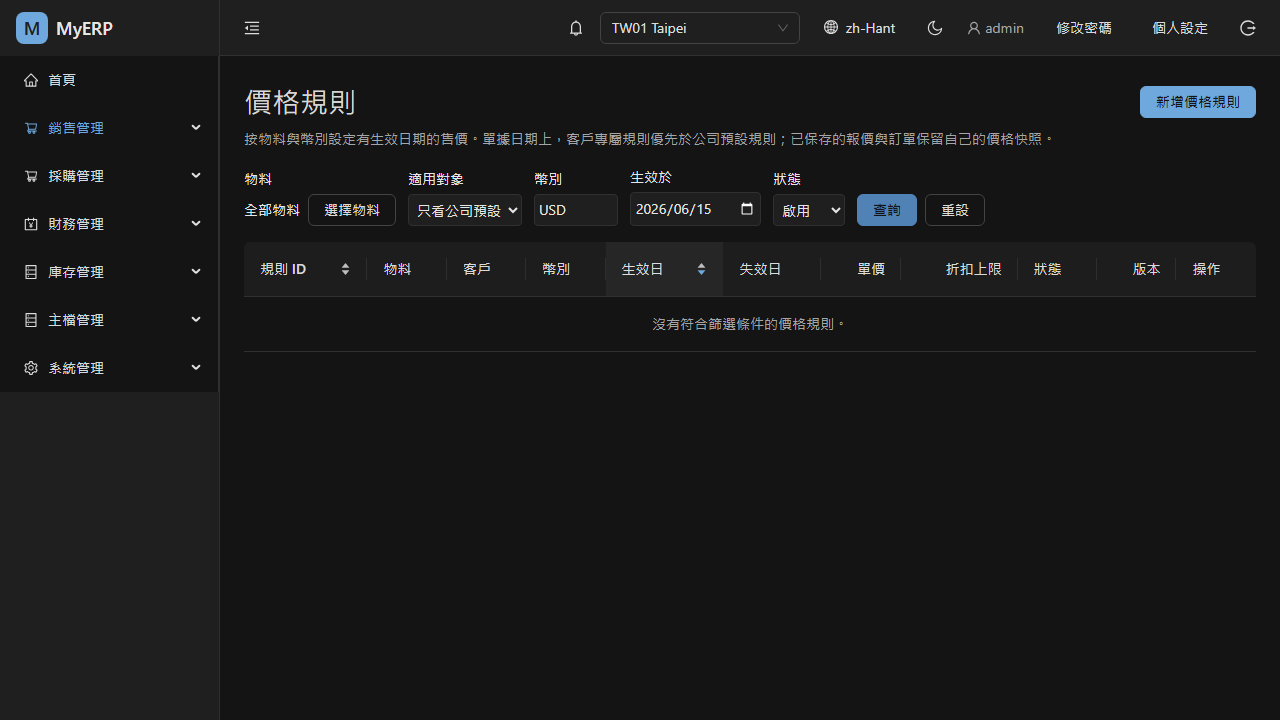 M MyERP
TW01 Taipei
zh-Hant
admin
修改密碼
個人設定
首頁
銷售管理
採購管理
財務管理
庫存管理
主檔管理
系統管理
價格規則
新增價格規則
按物料與幣別設定有生效日期的售價。單據日期上，客戶專屬規則優先於公司預設規則；已保存的報價與訂單保留自己的價格快照。
物料 適用對象 幣別 生效於 狀態
全部物料 選擇物料 只看公司預設 USD 2026/06/15 啟用 查詢 重設
規則 ID 物料 客戶 幣別 生效日 失效日 單價 折扣上限 狀態 版本 操作
沒有符合篩選條件的價格規則。